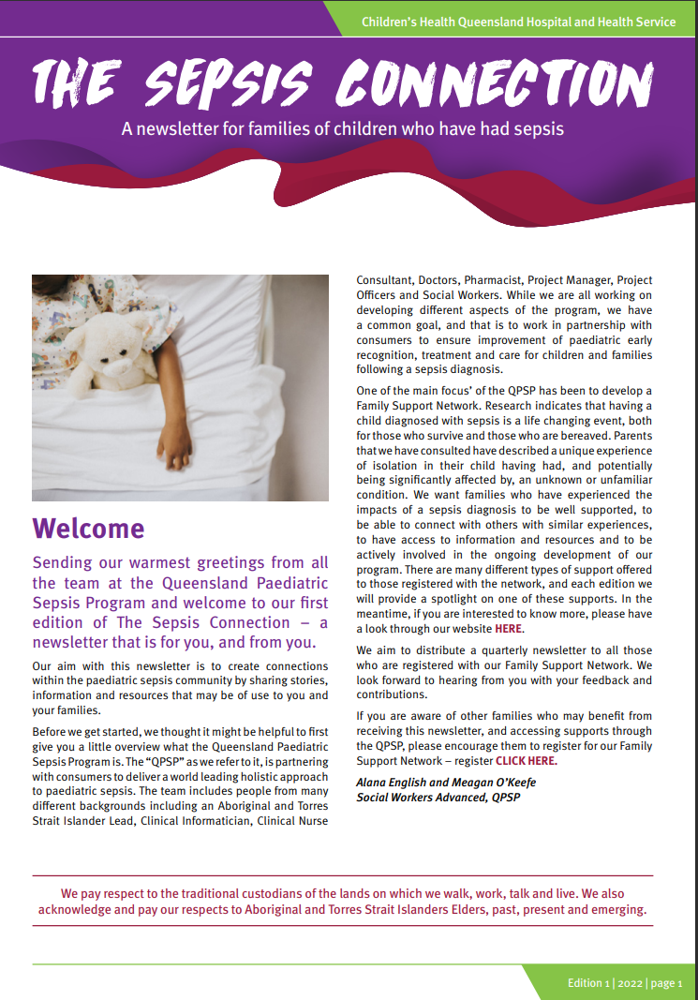 Children's Health Queensland Hospital and Health Service
THE SEPSIS CONNECTION
A newsletter for families of children who have had sepsis
Welcome
Sending our warmest greetings from all
the team at the Queensland Paediatric
Sepsis Program and welcome to our first
edition of The Sepsis Connection – a
newsletter that is for you, and from you.
Our aim with this newsletter is to create connections
within the paediatric sepsis community by sharing stories,
information and resources that may be of use to you and
your families.
Before we get started, we thought it might be helpful to first
give you a little overview what the Queensland Paediatric
Sepsis Program is. The "QPSP" as we refer to it, is partnering
with consumers to deliver a world leading holistic approach
to paediatric sepsis. The team includes people from many
different backgrounds including an Aboriginal and Torres
Strait Islander Lead, Clinical Informatician, Clinical Nurse
Consultant, Doctors, Pharmacist, Project Manager, Project
Officers and Social Workers. While we are all working on
developing different aspects of the program, we have
a common goal, and that is to work in partnership with
consumers to ensure improvement of paediatric early
recognition, treatment and care for children and families
following a sepsis diagnosis.
One of the main focus' of the QPSP has been to develop a
Family Support Network. Research indicates that having a
child diagnosed with sepsis is a life changing event, both
for those who survive and those who are bereaved. Parents
that we have consulted have described a unique experience
of isolation in their child having had, and potentially
being significantly affected by, an unknown or unfamiliar
condition. We want families who have experienced the
impacts of a sepsis diagnosis to be well supported, to
be able to connect with others with similar experiences,
to have access to information and resources and to be
actively involved in the ongoing development of our
program. There are many different types of support offered
to those registered with the network, and each edition we
will provide a spotlight on one of these supports. In the
meantime, if you are interested to know more, please have
a look through our website HERE.
We aim to distribute a quarterly newsletter to all those
who are registered with our Family Support Network. We
look forward to hearing from you with your feedback and
contributions.
If you are aware of other families who may benefit from
receiving this newsletter, and accessing supports through
the QPSP, please encourage them to register for our Family
Support Network – register CLICK HERE.
Alana English and Meagan O'Keefe
Social Workers Advanced, QPSP
We pay respect to the traditional custodians of the lands on which we walk, work, talk and live. We also
acknowledge and pay our respects to Aboriginal and Torres Strait Islanders Elders, past, present and emerging.
Edition 1 | 2022 | page 1